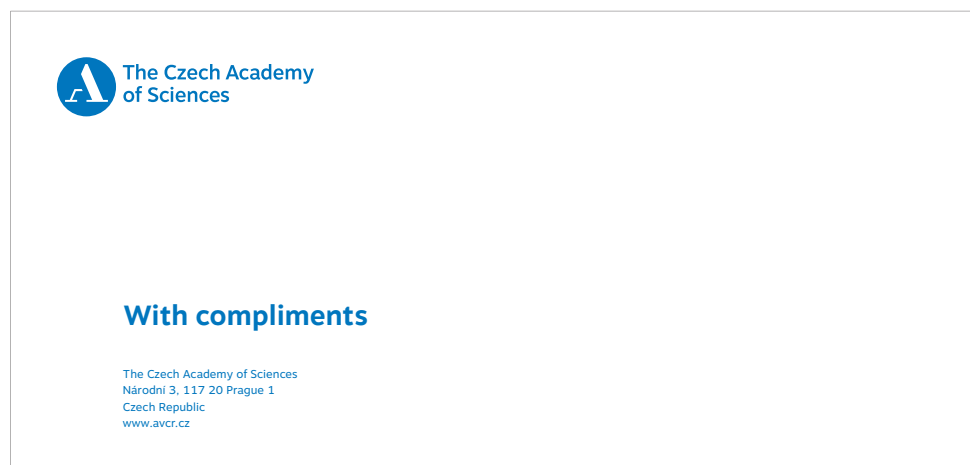 The Czech Academy
of Sciences
With compliments
The Czech Academy of Sciences
Národní 3, 117 20 Prague 1
Czech Republic
www.avcr.cz